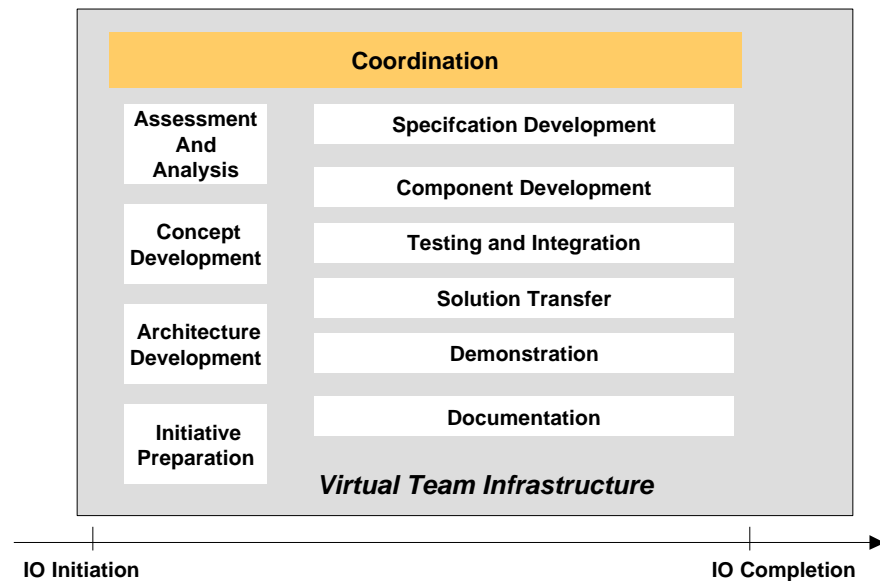 Coordination
Assessment
And
Analysis
Concept
Development
Architecture
Development
Initiative
Preparation
Specifcation Development
Component Development
Testing and Integration
Solution Transfer
Demonstration
Documentation
Virtual Team Infrastructure
IO Initiation
IO Completion